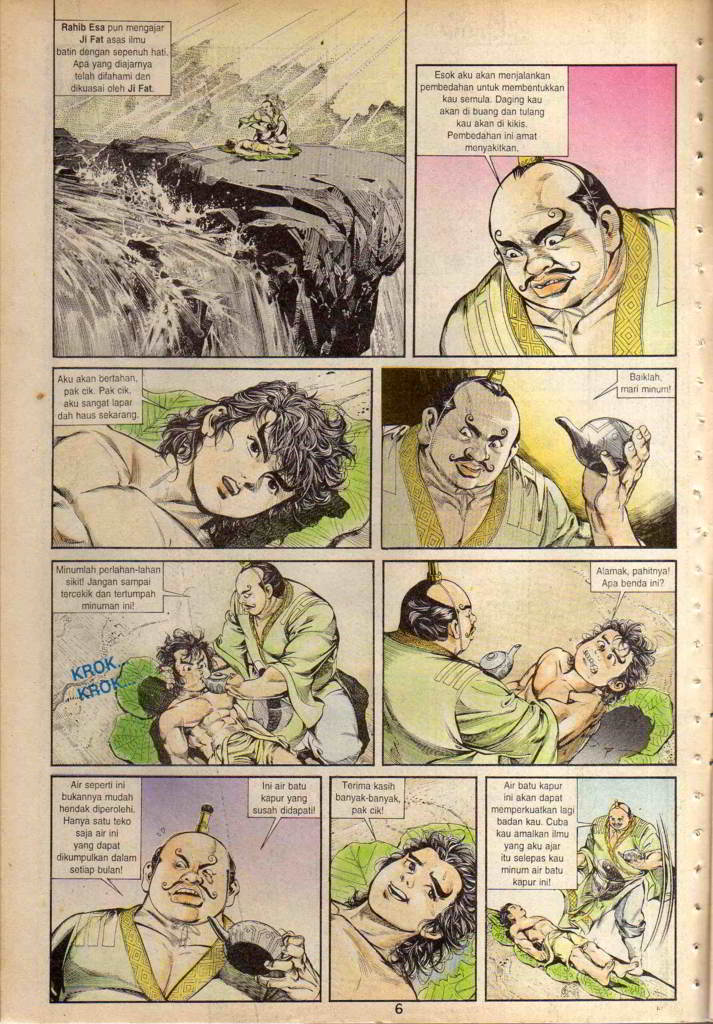 Rahib Esa pun mengajar
Ji Fat asas ilmu
batin dengan sepenuh hati.
Apa yang diajarnya
telah difahami dan
dikuasai oleh Ji Fat.
Esok aku akan menjalankan
pembedahan untuk membentukkan
kau semula. Daging kau
akan di buang dan tulang
kau akan di kikis.
Pembedahan ini amat
menyakitkan.
Aku akan bertahan,
pak cik. Pak cik,
aku sangat lapar
dah haus sekarang.
Baiklah,
mari minum!
Minumlah perlahan-lahan
sikit! Jangan sampai
tercekik dan tertumpah
minuman ini!
KROK..
KROK...
Alamak, pahitnya!
Apa benda ini?
Air seperti ini
bukannya mudah
hendak diperolehi.
Hanya satu teko
saja air ini
yang dapat
dikumpulkan dalam
setiap bulan!
Ini air batu
kapur yang
susah didapati!
Terima kasih
banyak-banyak,
pak cik!
Air batu kapur
ini akan dapat
memperkuatkan lagi
badan kau. Cuba
kau amalkan ilmu
yang aku ajar
itu selepas kau
minum air batu
kapur ini!
6